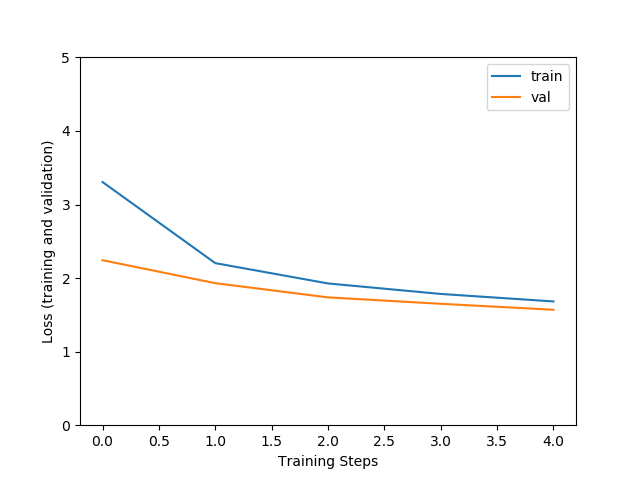 5
4
3
2
1
0
Loss (training and validation)
train
val
0.0 0.5 1.0 1.5 2.0 2.5 3.0 3.5 4.0
Training Steps